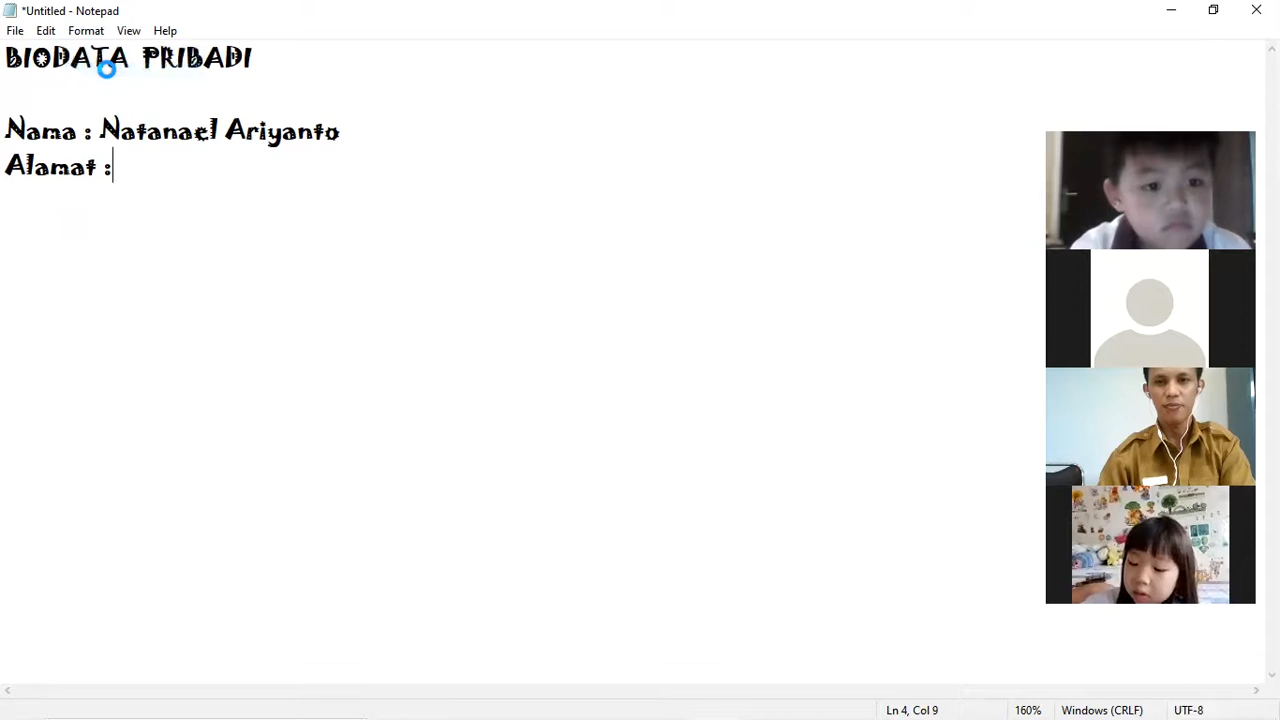 *Untitled - Notepad
File Edit Format View Help
BIODATA PRIBADI
Nama : Natanael Ariyanto
Alamat :
Ln 4, Col 9 160% Windows (CRLF) UTF-8